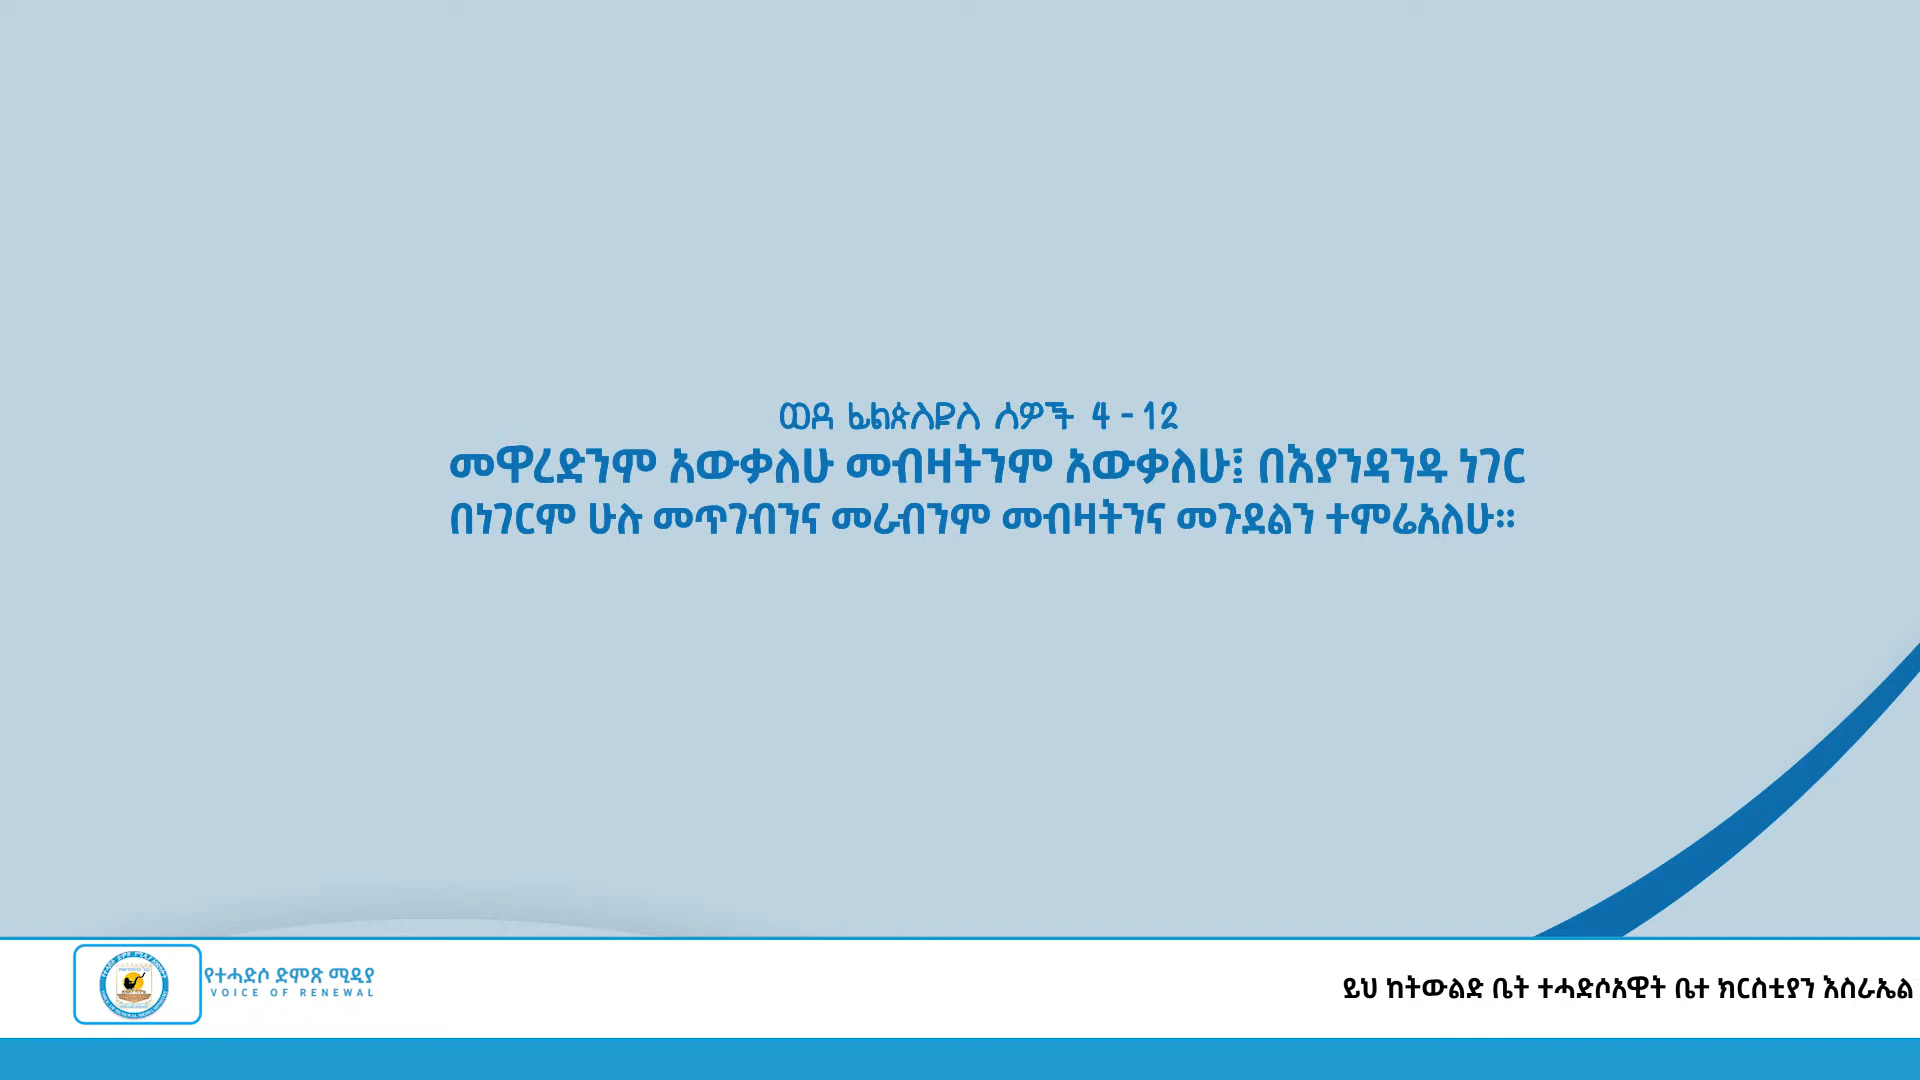 ወደ ፊልጵስዩስ ሰዎች 4 - 12
መዋረድንም አውቃለሁ መብዛትንም አውቃለሁ፤ በእያንዳንዱ ነገር
በነገርም ሁሉ መጥገብንና መራብንም መብዛትንና መጉደልን ተምሬአለሁ።
የተሓድሶ ድምጽ ሚዲያ
VOICE OF RENEWAL
ይህ ከትውልድ ቤት ተሓድሶአዊት ቤተ ክርስቲያን እስራኤል